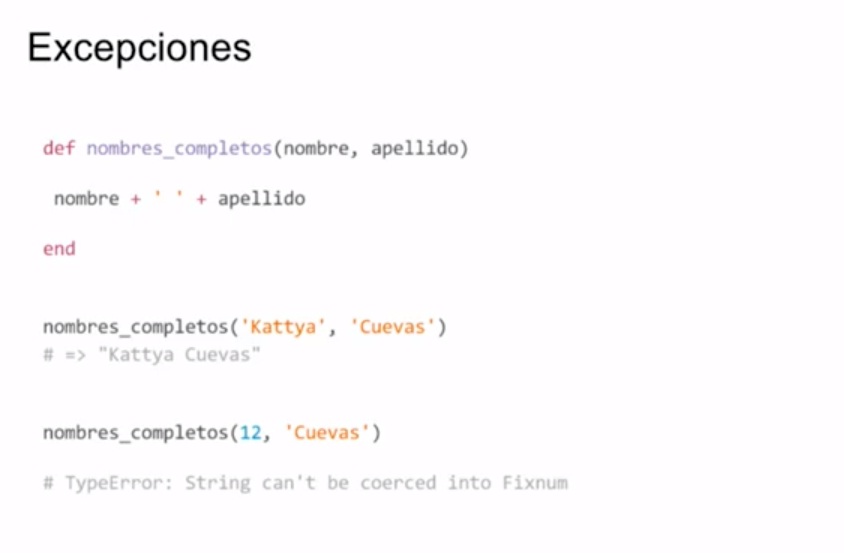 Excepciones
def nombres_completos(nombre, apellido)
nombre + ' ' + apellido
end
nombres_completos('Kattya', 'Cuevas')
# => "Kattya Cuevas"
nombres_completos(12, 'Cuevas')
# TypeError: String can't be coerced into Fixnum